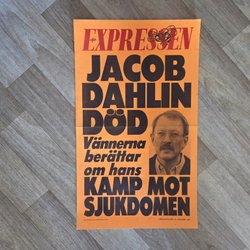 EXPRESSEN
JACOB
DAHLIN
DÖD
Vännerna
berättar
om hans
KAMP MOT
SJUKDOMEN